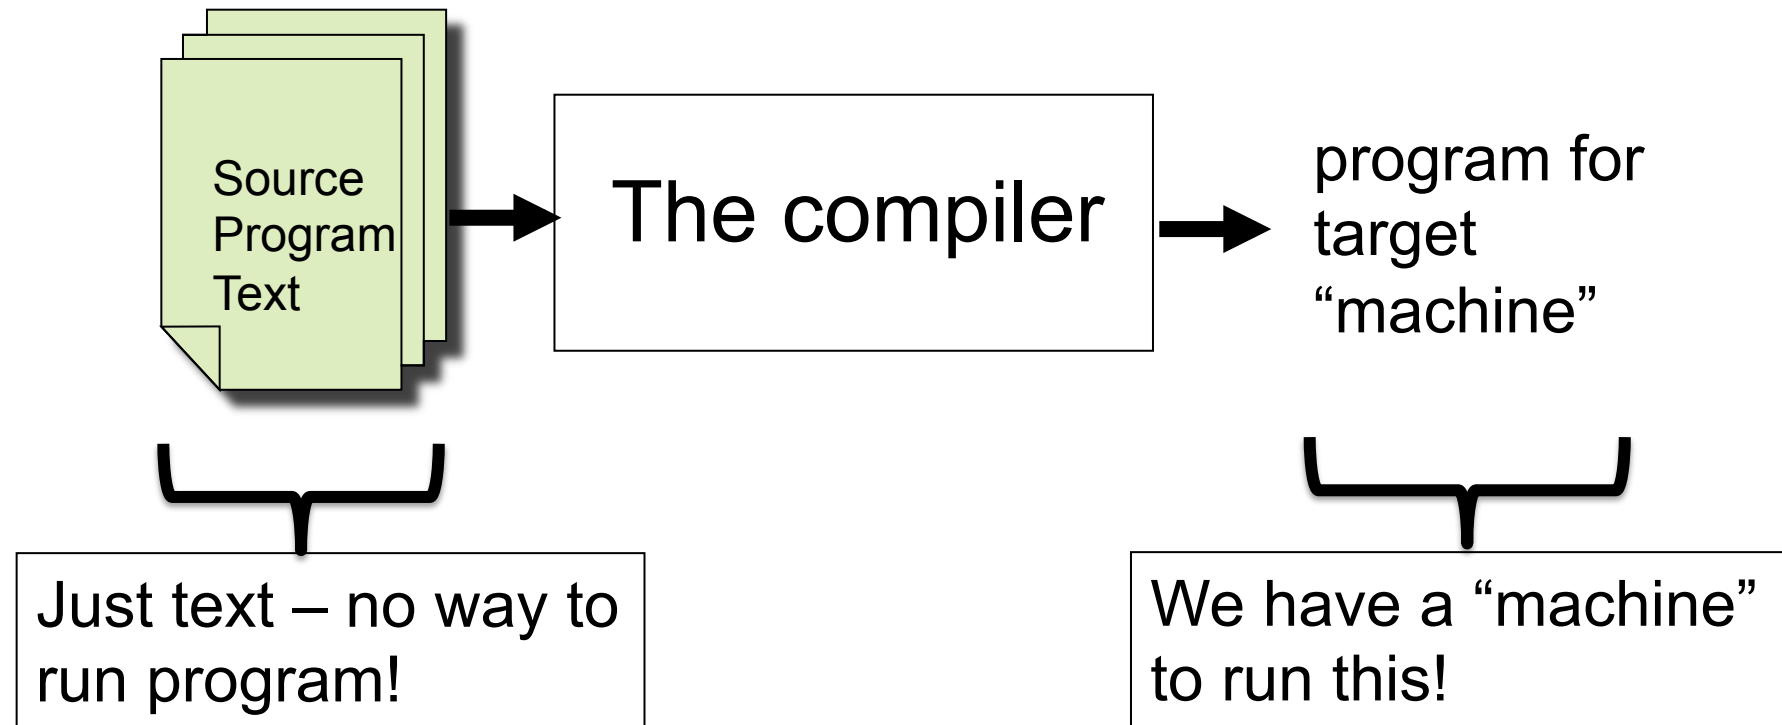 Source
Program
Text
The compiler
program for
target
“machine”
Just text – no way to
run program!
We have a “machine”
to run this!